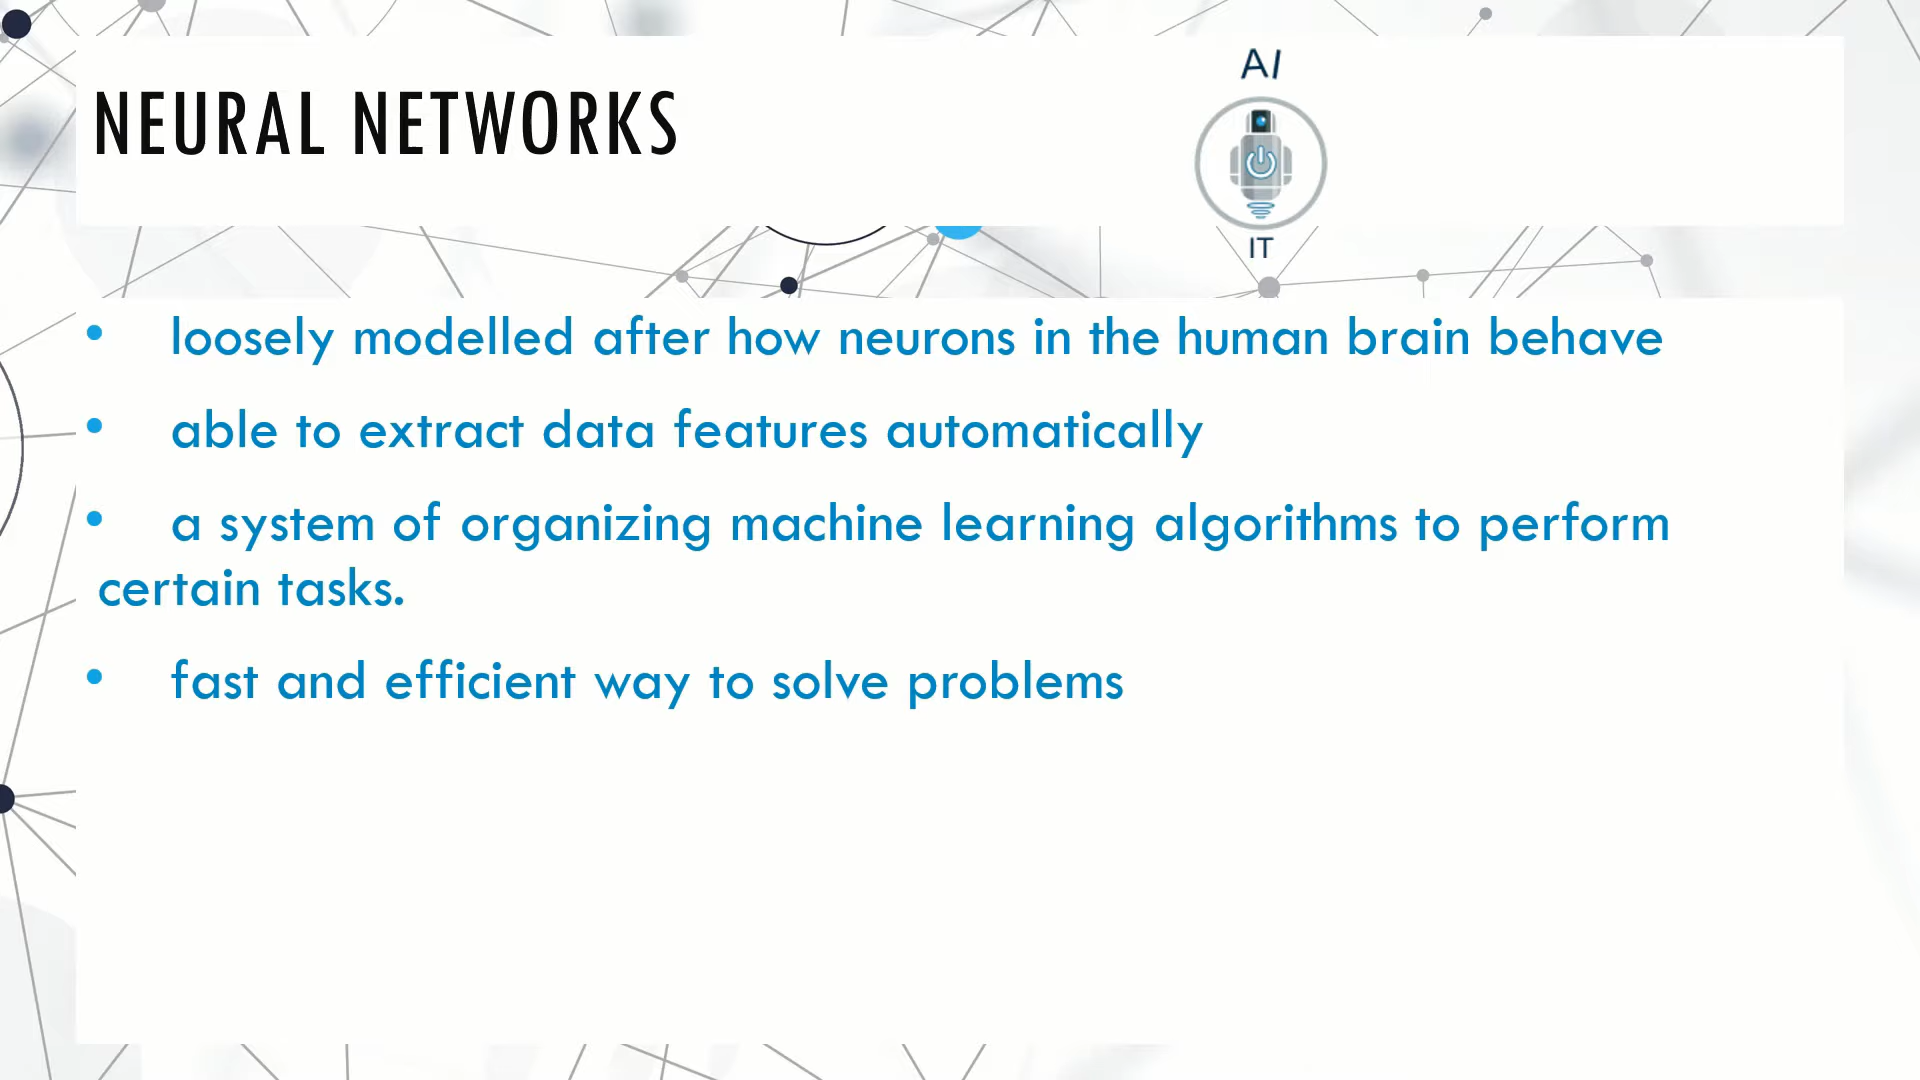 NEURAL NETWORKS
AI
IT
• loosely modelled after how neurons in the human brain behave
• able to extract data features automatically
• a system of organizing machine learning algorithms to perform
certain tasks.
• fast and efficient way to solve problems